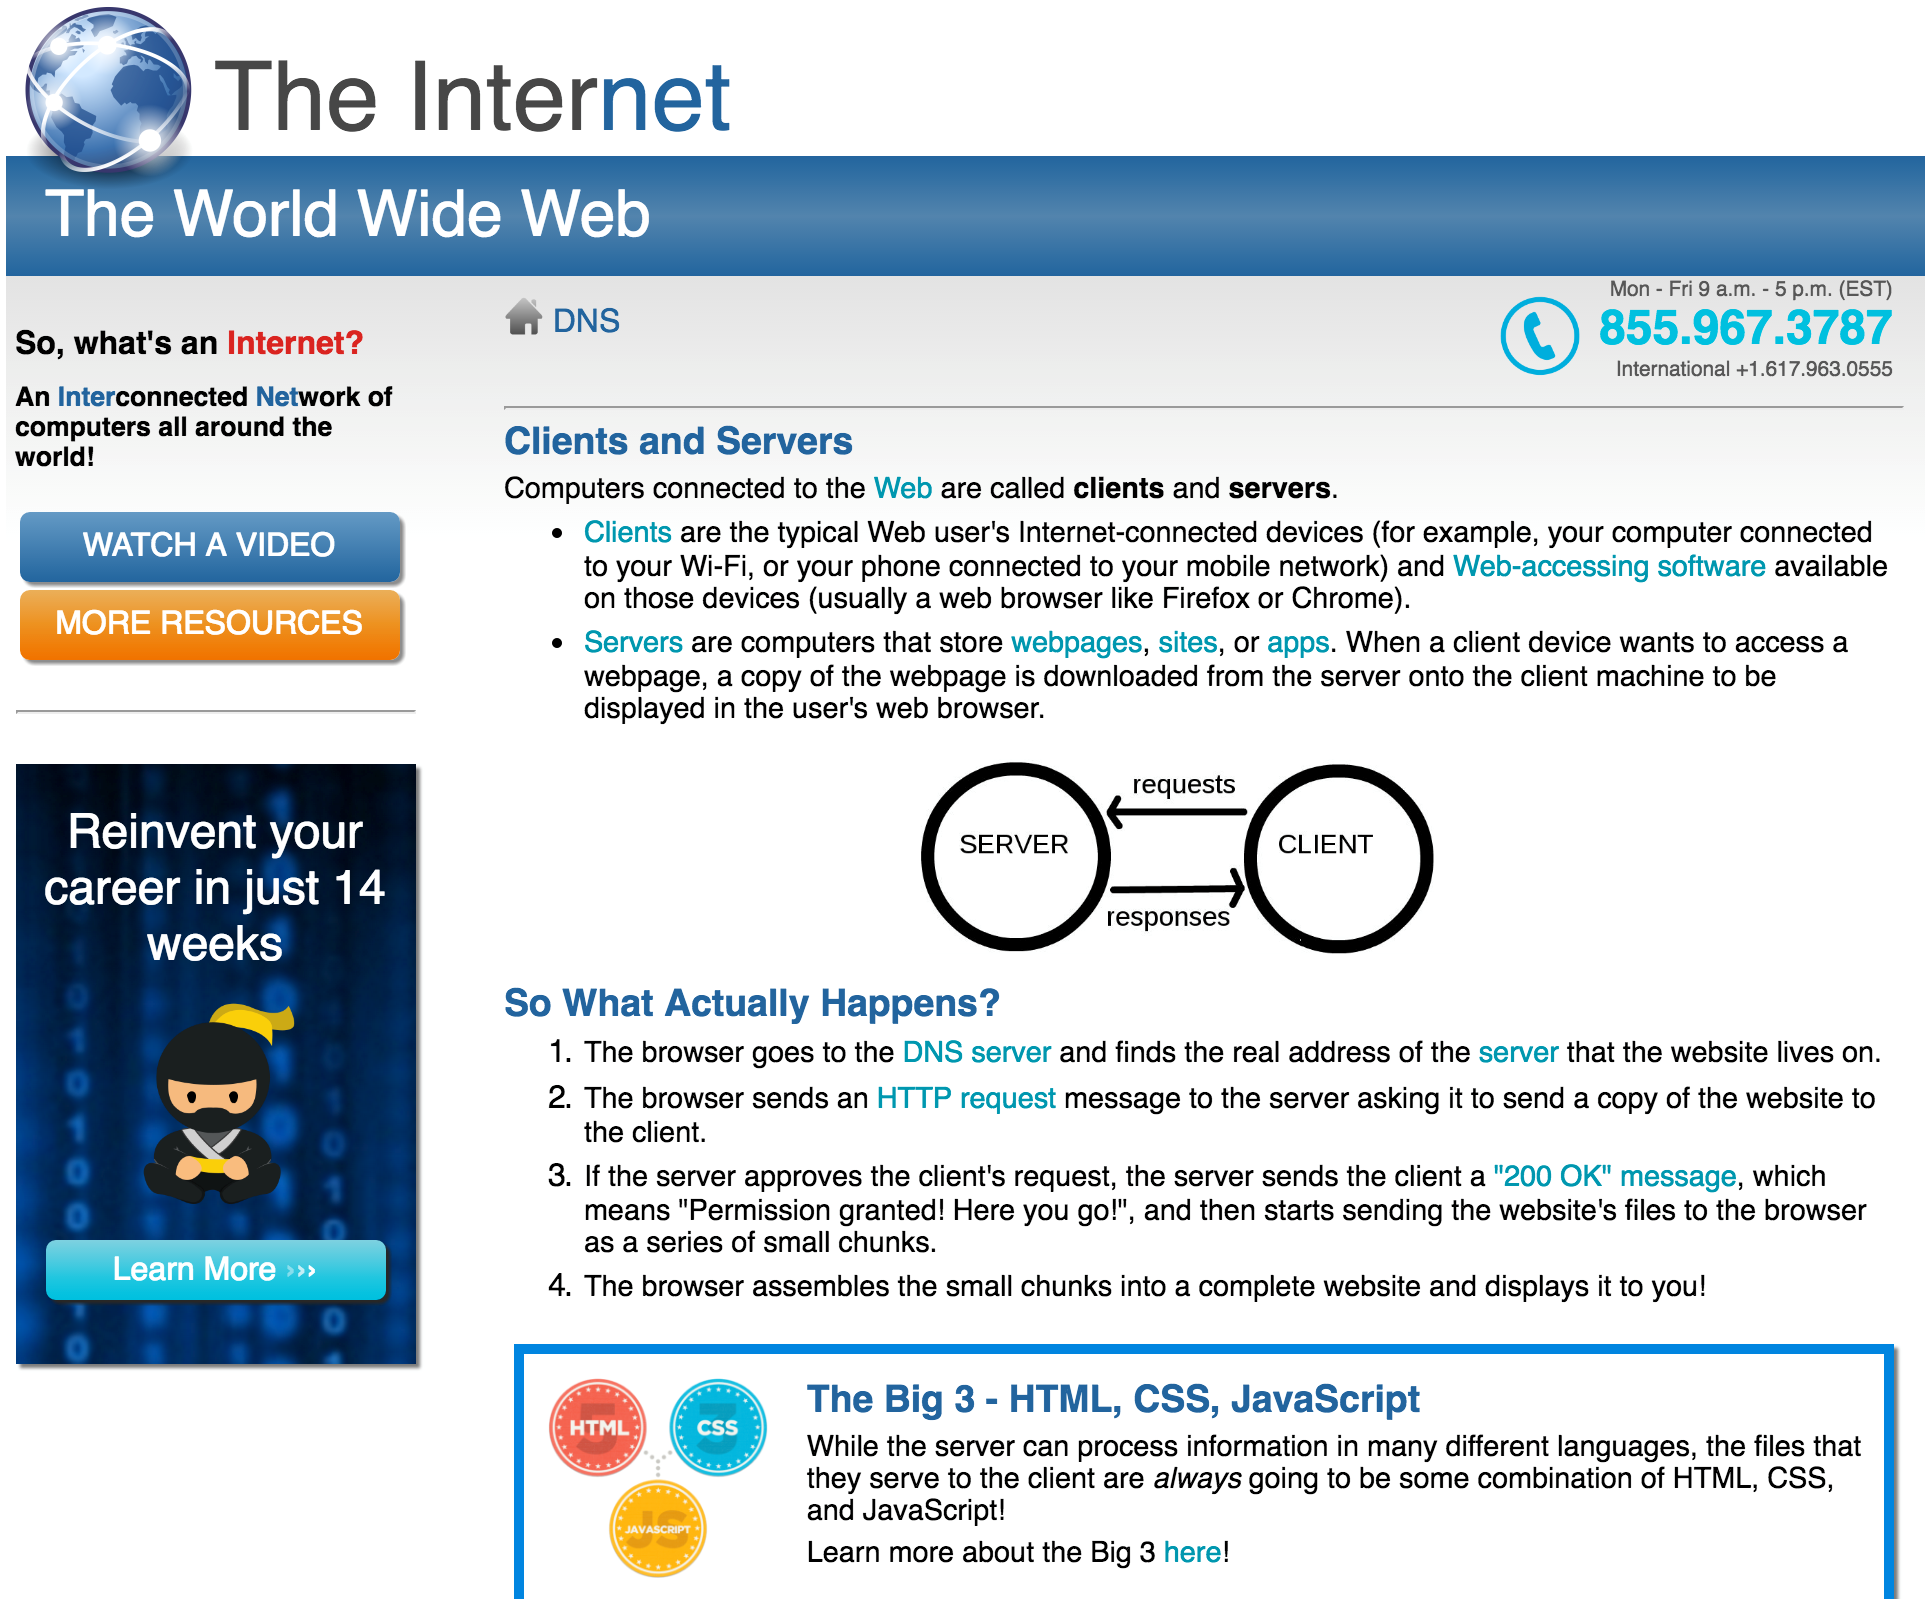 The Internet
The World Wide Web
So, what's an Internet?
An Interconnected Network of
computers all around the
world!
WATCH A VIDEO
MORE RESOURCES
Reinvent your
career in just 14
weeks
Learn More ›››
DNS
Mon - Fri 9 a.m. - 5 p.m. (EST)
855.967.3787
International +1.617.963.0555
Clients and Servers
Computers connected to the Web are called clients and servers.
• Clients are the typical Web user's Internet-connected devices (for example, your computer connected
to your Wi-Fi, or your phone connected to your mobile network) and Web-accessing software available
on those devices (usually a web browser like Firefox or Chrome).
• Servers are computers that store webpages, sites, or apps. When a client device wants to access a
webpage, a copy of the webpage is downloaded from the server onto the client machine to be
displayed in the user's web browser.
requests
SERVER
CLIENT
responses
So What Actually Happens?
1. The browser goes to the DNS server and finds the real address of the server that the website lives on.
2. The browser sends an HTTP request message to the server asking it to send a copy of the website to
the client.
3. If the server approves the client's request, the server sends the client a "200 OK" message, which
means "Permission granted! Here you go!", and then starts sending the website's files to the browser
as a series of small chunks.
4. The browser assembles the small chunks into a complete website and displays it to you!
HTML
5
CSS
3
JAVASCRIPT
JS
The Big 3 - HTML, CSS, JavaScript
While the server can process information in many different languages, the files that
they serve to the client are always going to be some combination of HTML, CSS,
and JavaScript!
Learn more about the Big 3 here!